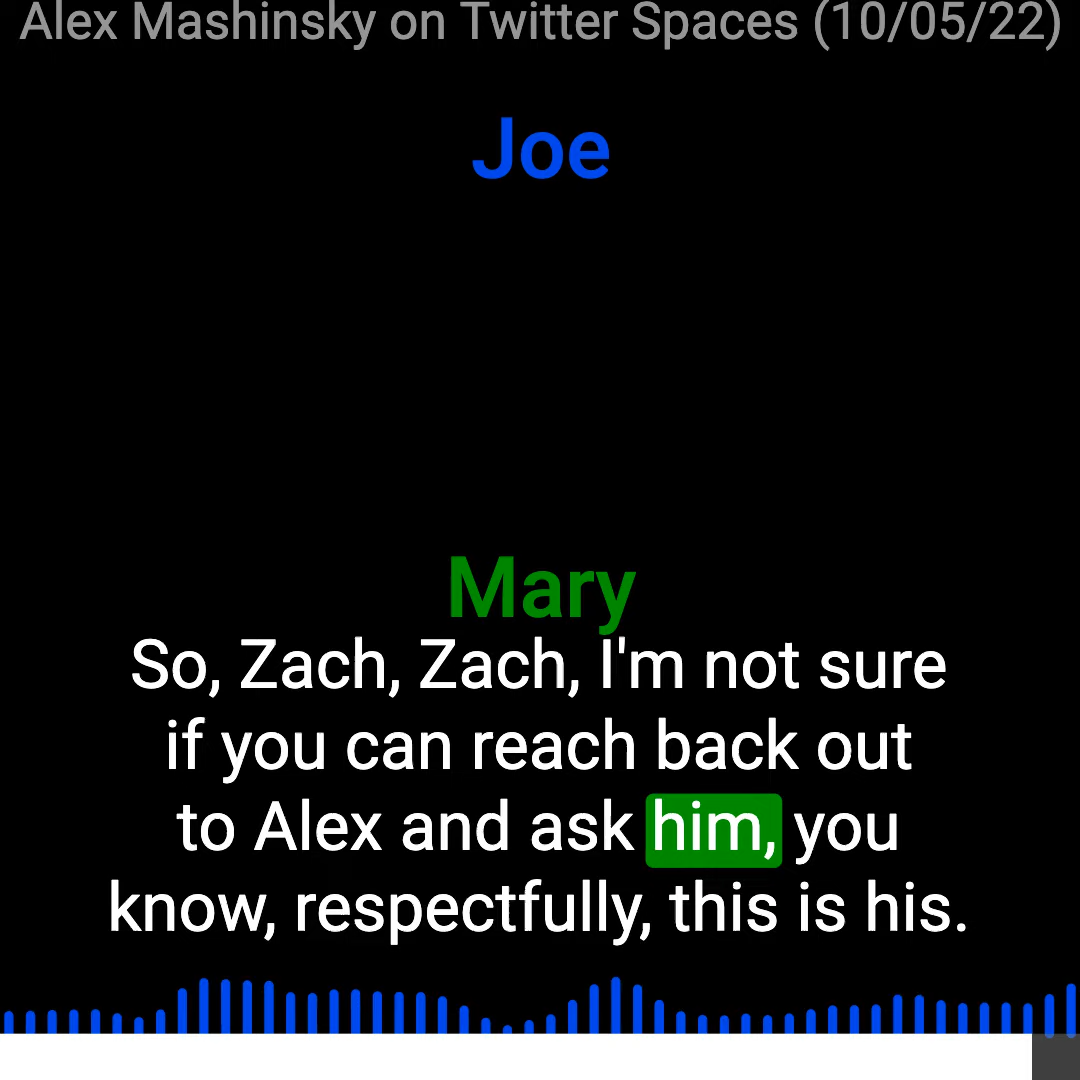 Alex Mashinsky on Twitter Spaces (10/05/22)
Joe
Mary
So, Zach, Zach, I'm not sure
if you can reach back out
to Alex and ask him, you
know, respectfully, this is his.